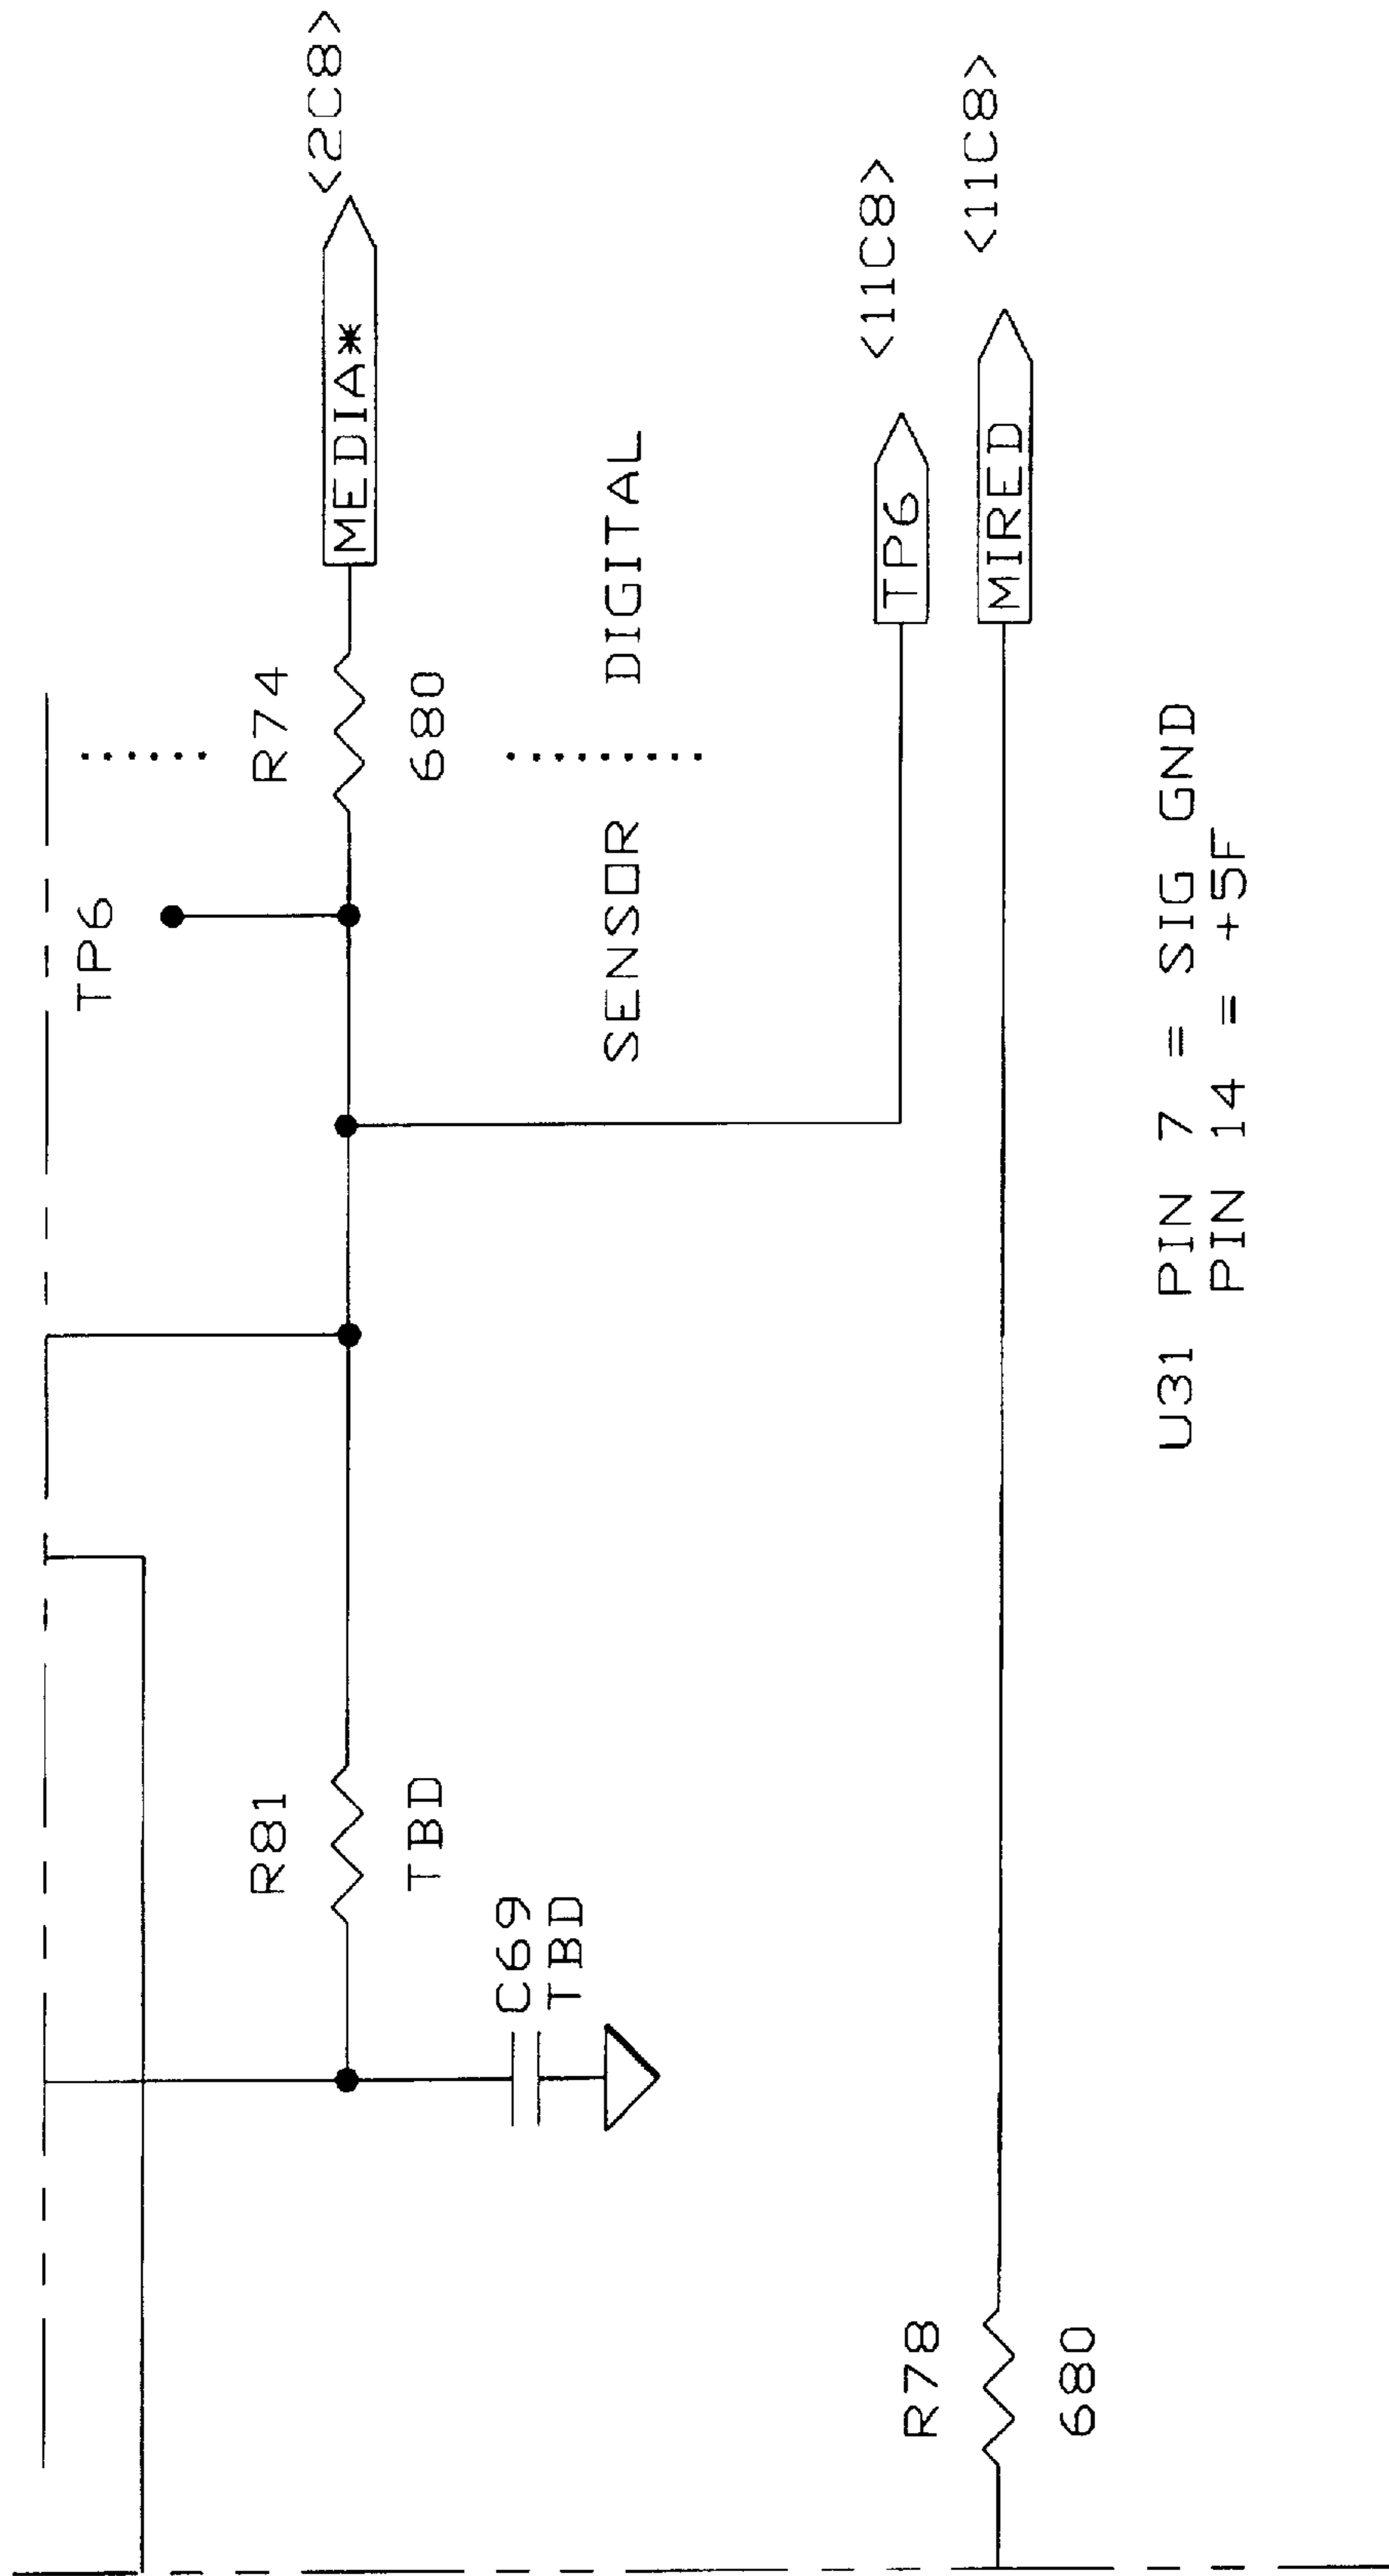 TP6
R81
R74
<2C8>
MEDIA*
TBD
680
C69
TBD
SENSOR DIGITAL
<11C8>
TP6
R78
<11C8>
MIRED
680
U31 PIN 7 = SIG GND
PIN 14 = +5F